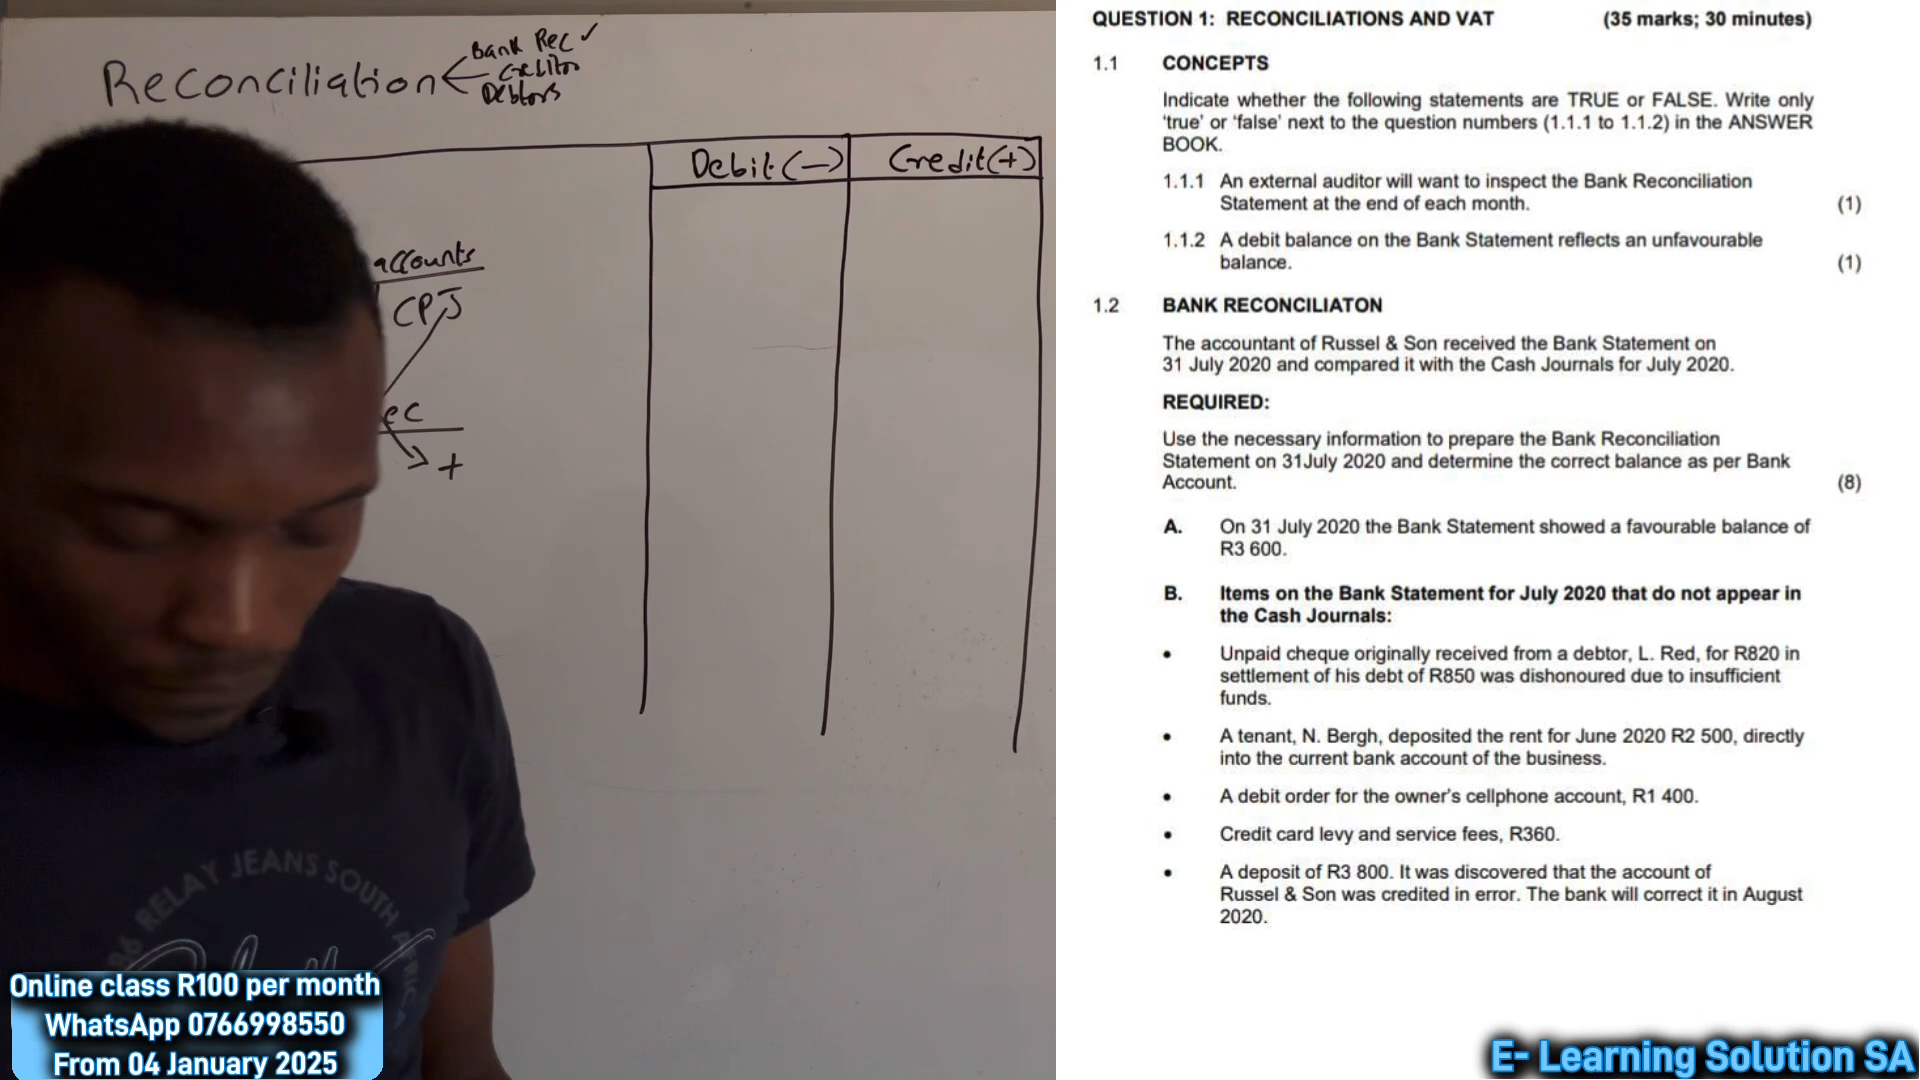 Reconciliation
Bank Rec ✓
Creditor
Debtors
Debit (−)
Credit (+)
accounts
CPJ
ec
+
86 RELAY JEANS SOUTH AFRICA
Online class R100 per month
WhatsApp 0766998550
From 04 January 2025
QUESTION 1: RECONCILIATIONS AND VAT (35 marks; 30 minutes)
1.1 CONCEPTS
Indicate whether the following statements are TRUE or FALSE. Write only
'true' or 'false' next to the question numbers (1.1.1 to 1.1.2) in the ANSWER
BOOK.
1.1.1 An external auditor will want to inspect the Bank Reconciliation
Statement at the end of each month. (1)
1.1.2 A debit balance on the Bank Statement reflects an unfavourable
balance. (1)
1.2 BANK RECONCILIATON
The accountant of Russel & Son received the Bank Statement on
31 July 2020 and compared it with the Cash Journals for July 2020.
REQUIRED:
Use the necessary information to prepare the Bank Reconciliation
Statement on 31July 2020 and determine the correct balance as per Bank
Account. (8)
A. On 31 July 2020 the Bank Statement showed a favourable balance of
R3 600.
B. Items on the Bank Statement for July 2020 that do not appear in
the Cash Journals:
• Unpaid cheque originally received from a debtor, L. Red, for R820 in
settlement of his debt of R850 was dishonoured due to insufficient
funds.
• A tenant, N. Bergh, deposited the rent for June 2020 R2 500, directly
into the current bank account of the business.
• A debit order for the owner's cellphone account, R1 400.
• Credit card levy and service fees, R360.
• A deposit of R3 800. It was discovered that the account of
Russel & Son was credited in error. The bank will correct it in August
2020.
E- Learning Solution SA